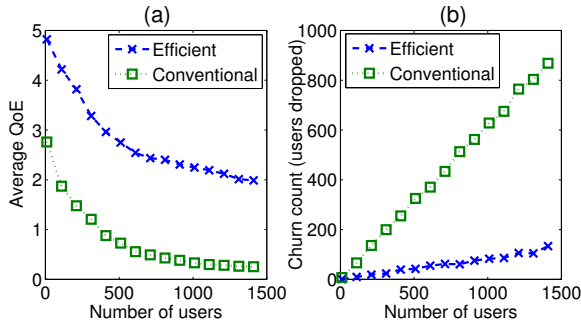 (a)
Efficient
Conventional
Average QoE
5
4
3
2
1
0
0 500 1000 1500
Number of users
(b)
Efficient
Conventional
Churn count (users dropped)
1000
800
600
400
200
0
0 500 1000 1500
Number of users